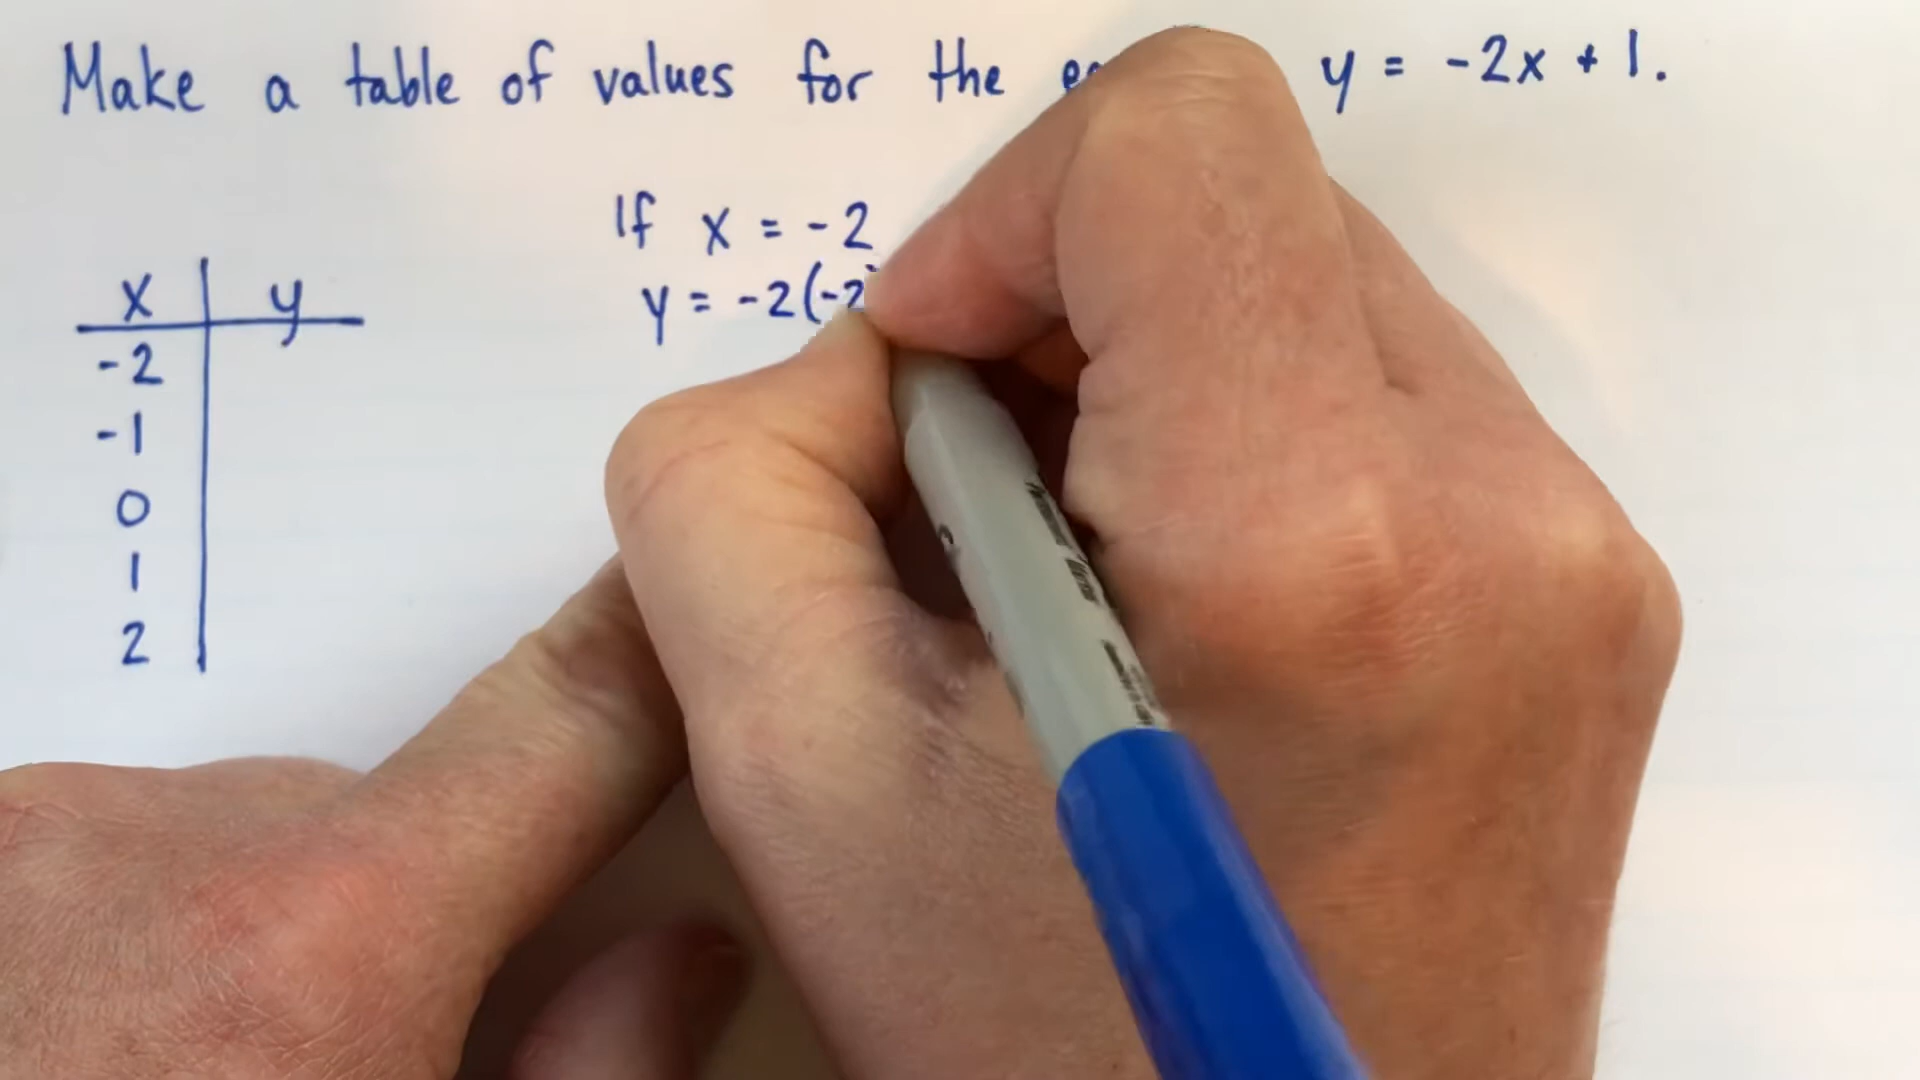 Make a table of values for the y = -2x + 1.
If x = -2
y = -2(-2
x y
-2
-1
0
1
2